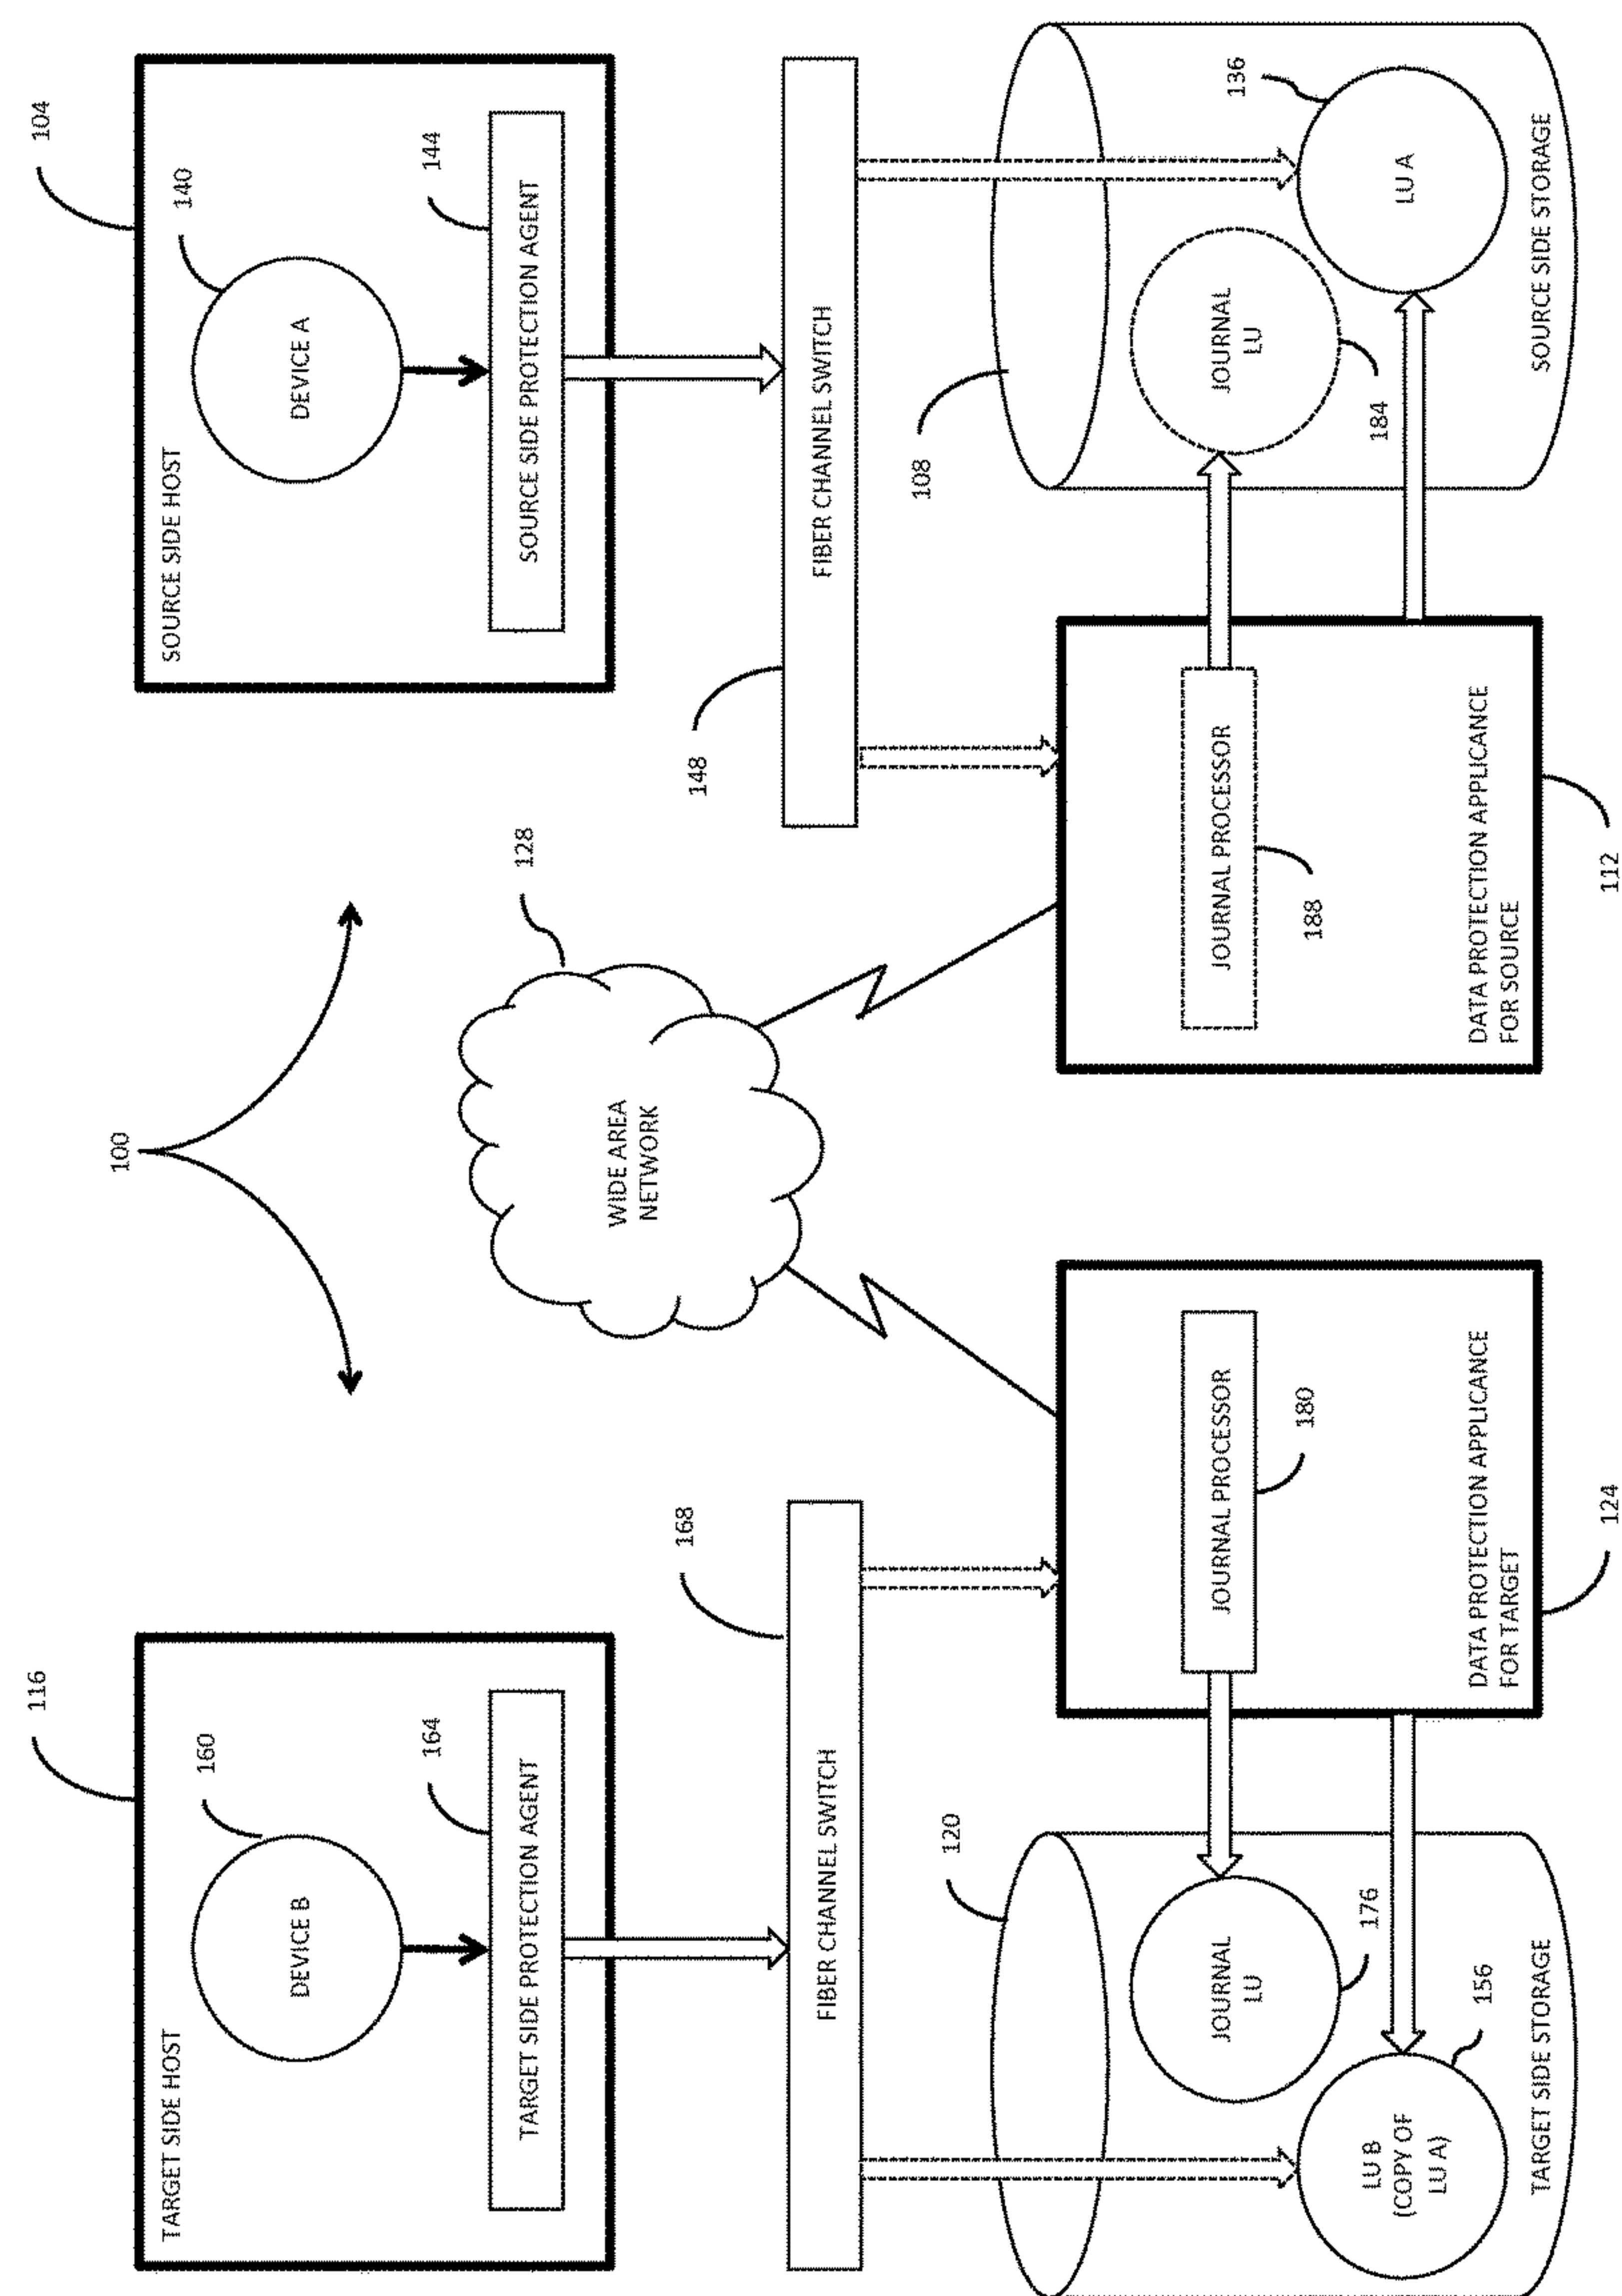 100
116
TARGET SIDE HOST
160
DEVICE B
164
TARGET SIDE PROTECTION AGENT
104
SOURCE SIDE HOST
140
DEVICE A
144
SOURCE SIDE PROTECTION AGENT
128
WIDE AREA
NETWORK
168
FIBER CHANNEL SWITCH
148
FIBER CHANNEL SWITCH
120
JOURNAL
LU
176
LU B
(COPY OF
LU A)
156
TARGET SIDE STORAGE
JOURNAL PROCESSOR
180
DATA PROTECTION APPLICANCE
FOR TARGET
124
JOURNAL PROCESSOR
188
DATA PROTECTION APPLICANCE
FOR SOURCE
112
108
JOURNAL
LU
184
136
LU A
SOURCE SIDE STORAGE